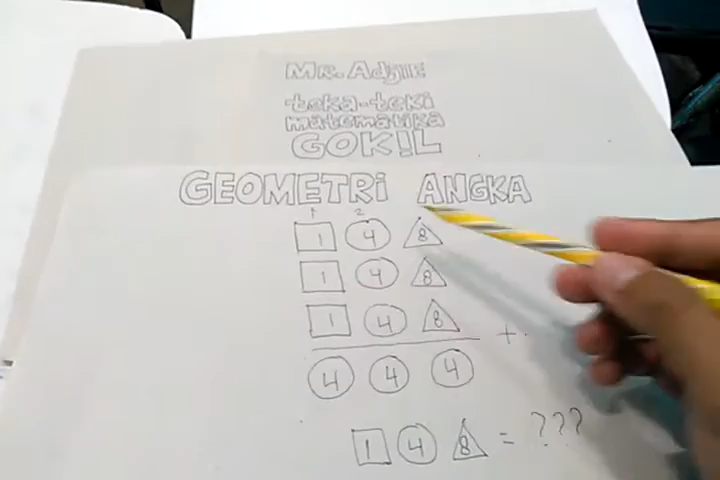 MR. Adjie
teka-teki
matematika
GOK!L
GEOMETRi ANGKA
1 2
1 4 8
1 4 8
1 4 8
+
4 4 4
1 4 8 = ???